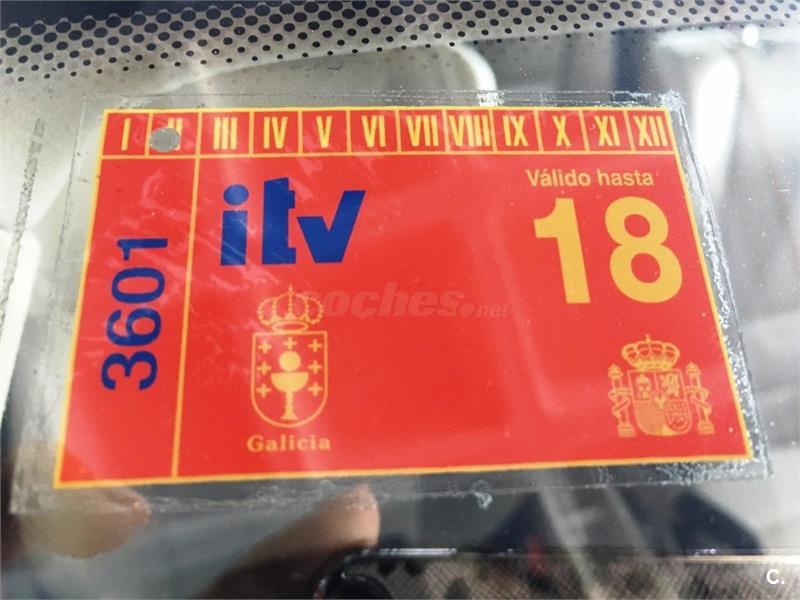 I II III IV V VI VII VIII IX X XI XII
itv
Válido hasta
18
3601
Galicia
coches.net
C.